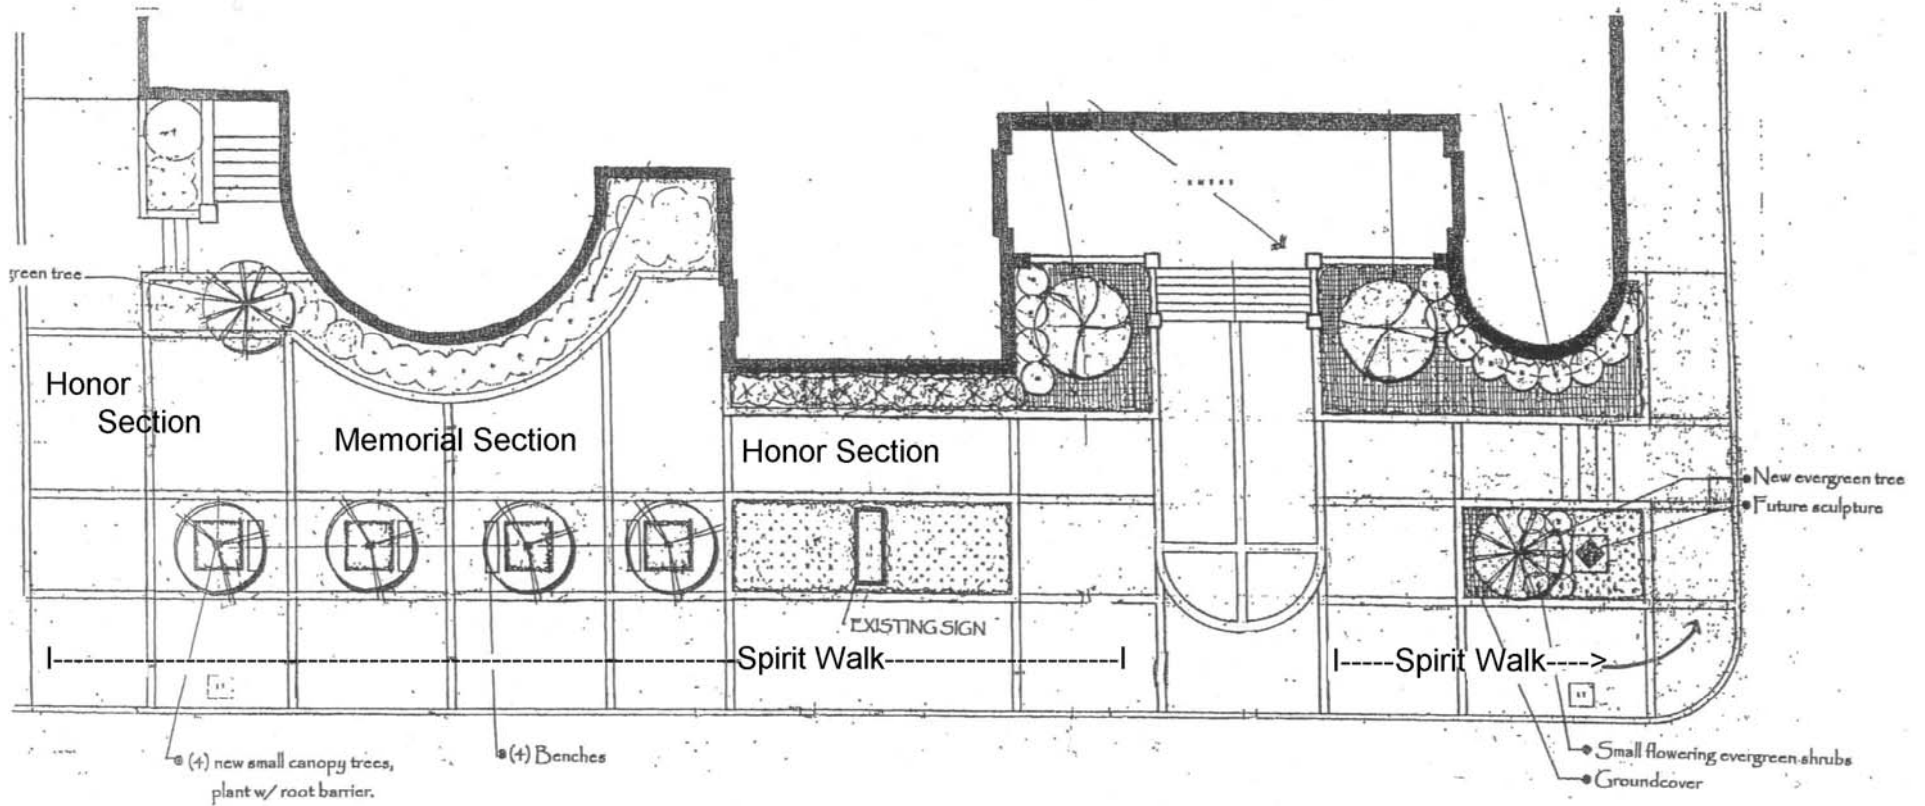 green tree
Honor
Section
Memorial Section
Honor Section
New evergreen tree
Future sculpture
EXISTING SIGN
I--------Spirit Walk--------I
I-----Spirit Walk---->
(4) new small canopy trees,
plant w/ root barrier.
(4) Benches
Small flowering evergreen shrubs
Groundcover